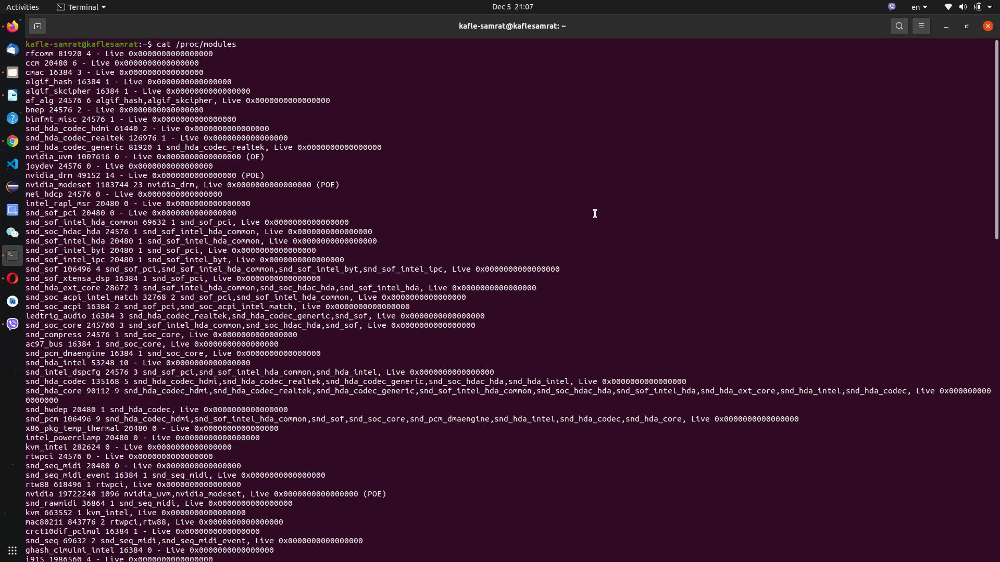 Activities
Terminal
Dec 5 21:07
en
kafle-samrat@kaflesamrat: ~
kafle-samrat@kaflesamrat:~$ cat /proc/modules
rfcomm 81920 4 - Live 0x0000000000000000
ccm 20480 6 - Live 0x0000000000000000
cmac 16384 3 - Live 0x0000000000000000
algif_hash 16384 1 - Live 0x0000000000000000
algif_skcipher 16384 1 - Live 0x0000000000000000
af_alg 24576 6 algif_hash,algif_skcipher, Live 0x0000000000000000
bnep 24576 2 - Live 0x0000000000000000
binfmt_misc 24576 1 - Live 0x0000000000000000
snd_hda_codec_hdmi 61440 2 - Live 0x0000000000000000
snd_hda_codec_realtek 126976 1 - Live 0x0000000000000000
snd_hda_codec_generic 81920 1 snd_hda_codec_realtek, Live 0x0000000000000000
nvidia_uvm 1007616 0 - Live 0x0000000000000000 (OE)
joydev 24576 0 - Live 0x0000000000000000
nvidia_drm 49152 14 - Live 0x0000000000000000 (POE)
nvidia_modeset 1183744 23 nvidia_drm, Live 0x0000000000000000 (POE)
mei_hdcp 24576 0 - Live 0x0000000000000000
intel_rapl_msr 20480 0 - Live 0x0000000000000000
snd_sof_pci 20480 0 - Live 0x0000000000000000
snd_sof_intel_hda_common 69632 1 snd_sof_pci, Live 0x0000000000000000
snd_soc_hdac_hda 24576 1 snd_sof_intel_hda_common, Live 0x0000000000000000
snd_sof_intel_hda 20480 1 snd_sof_intel_hda_common, Live 0x0000000000000000
snd_sof_intel_byt 20480 1 snd_sof_pci, Live 0x0000000000000000
snd_sof_intel_ipc 20480 1 snd_sof_intel_byt, Live 0x0000000000000000
snd_sof 106496 4 snd_sof_pci,snd_sof_intel_hda_common,snd_sof_intel_byt,snd_sof_intel_ipc, Live 0x0000000000000000
snd_sof_xtensa_dsp 16384 1 snd_sof_pci, Live 0x0000000000000000
snd_hda_ext_core 28672 3 snd_sof_intel_hda_common,snd_soc_hdac_hda,snd_sof_intel_hda, Live 0x0000000000000000
snd_soc_acpi_intel_match 32768 2 snd_sof_pci,snd_sof_intel_hda_common, Live 0x0000000000000000
snd_soc_acpi 16384 2 snd_sof_pci,snd_soc_acpi_intel_match, Live 0x0000000000000000
ledtrig_audio 16384 3 snd_hda_codec_realtek,snd_hda_codec_generic,snd_sof, Live 0x0000000000000000
snd_soc_core 245760 3 snd_sof_intel_hda_common,snd_soc_hdac_hda,snd_sof, Live 0x0000000000000000
snd_compress 24576 1 snd_soc_core, Live 0x0000000000000000
ac97_bus 16384 1 snd_soc_core, Live 0x0000000000000000
snd_pcm_dmaengine 16384 1 snd_soc_core, Live 0x0000000000000000
snd_hda_intel 53248 10 - Live 0x0000000000000000
snd_intel_dspcfg 24576 3 snd_sof_pci,snd_sof_intel_hda_common,snd_hda_intel, Live 0x0000000000000000
snd_hda_codec 135168 5 snd_hda_codec_hdmi,snd_hda_codec_realtek,snd_hda_codec_generic,snd_soc_hdac_hda,snd_hda_intel, Live 0x0000000000000000
snd_hda_core 90112 9 snd_hda_codec_hdmi,snd_hda_codec_realtek,snd_hda_codec_generic,snd_sof_intel_hda_common,snd_soc_hdac_hda,snd_sof_intel_hda,snd_hda_ext_core,snd_hda_intel,snd_hda_codec, Live 0x000000000
0000000
snd_hwdep 20480 1 snd_hda_codec, Live 0x0000000000000000
snd_pcm 106496 9 snd_hda_codec_hdmi,snd_sof_intel_hda_common,snd_sof,snd_soc_core,snd_pcm_dmaengine,snd_hda_intel,snd_hda_codec,snd_hda_core, Live 0x0000000000000000
x86_pkg_temp_thermal 20480 0 - Live 0x0000000000000000
intel_powerclamp 20480 0 - Live 0x0000000000000000
kvm_intel 282624 0 - Live 0x0000000000000000
rtwpci 24576 0 - Live 0x0000000000000000
snd_seq_midi 20480 0 - Live 0x0000000000000000
snd_seq_midi_event 16384 1 snd_seq_midi, Live 0x0000000000000000
rtw88 618496 1 rtwpci, Live 0x0000000000000000
nvidia 19722240 1096 nvidia_uvm,nvidia_modeset, Live 0x0000000000000000 (POE)
snd_rawmidi 36864 1 snd_seq_midi, Live 0x0000000000000000
kvm 663552 1 kvm_intel, Live 0x0000000000000000
mac80211 843776 2 rtwpci,rtw88, Live 0x0000000000000000
crct10dif_pclmul 16384 1 - Live 0x0000000000000000
snd_seq 69632 2 snd_seq_midi,snd_seq_midi_event, Live 0x0000000000000000
ghash_clmulni_intel 16384 0 - Live 0x0000000000000000
i915 1986560 4 - Live 0x0000000000000000